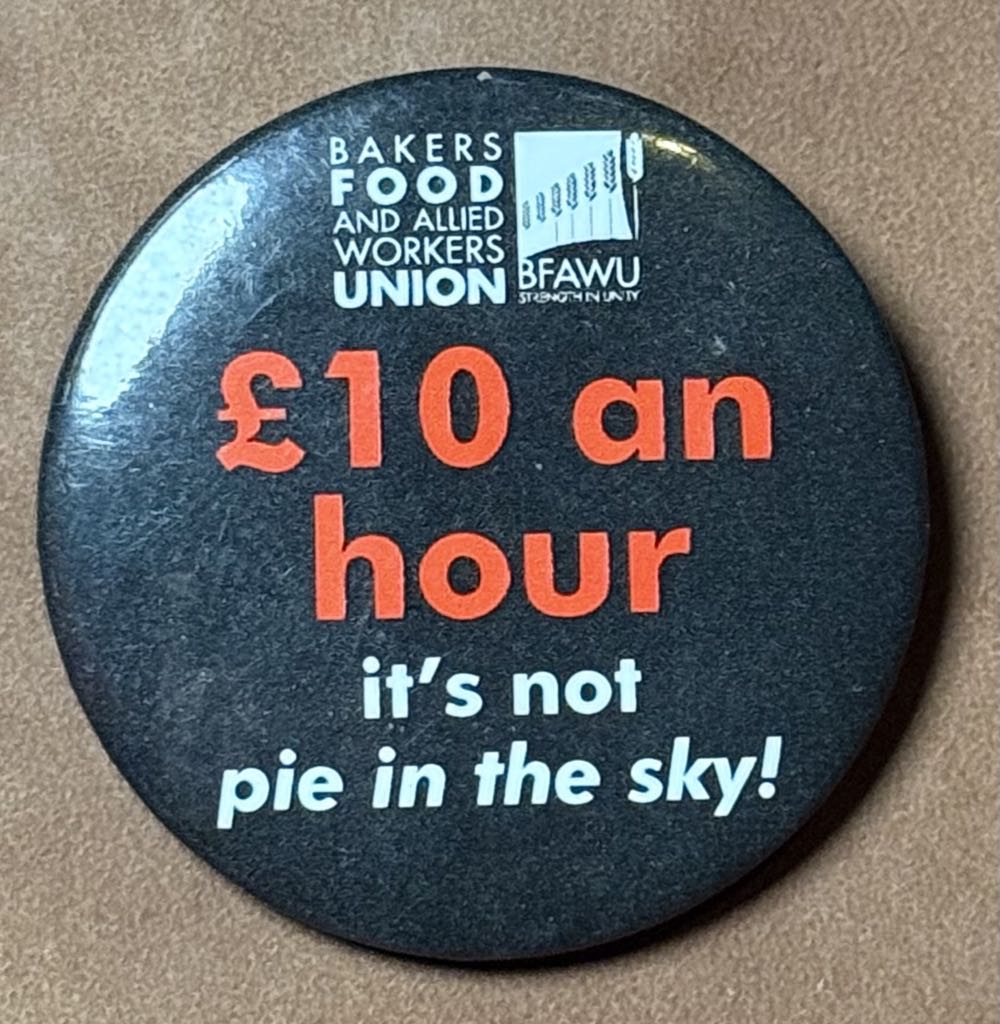 BAKERS
FOOD
AND ALLIED
WORKERS
UNION
BFAWU
STRENGTH IN UNITY
£10 an
hour
it's not
pie in the sky!